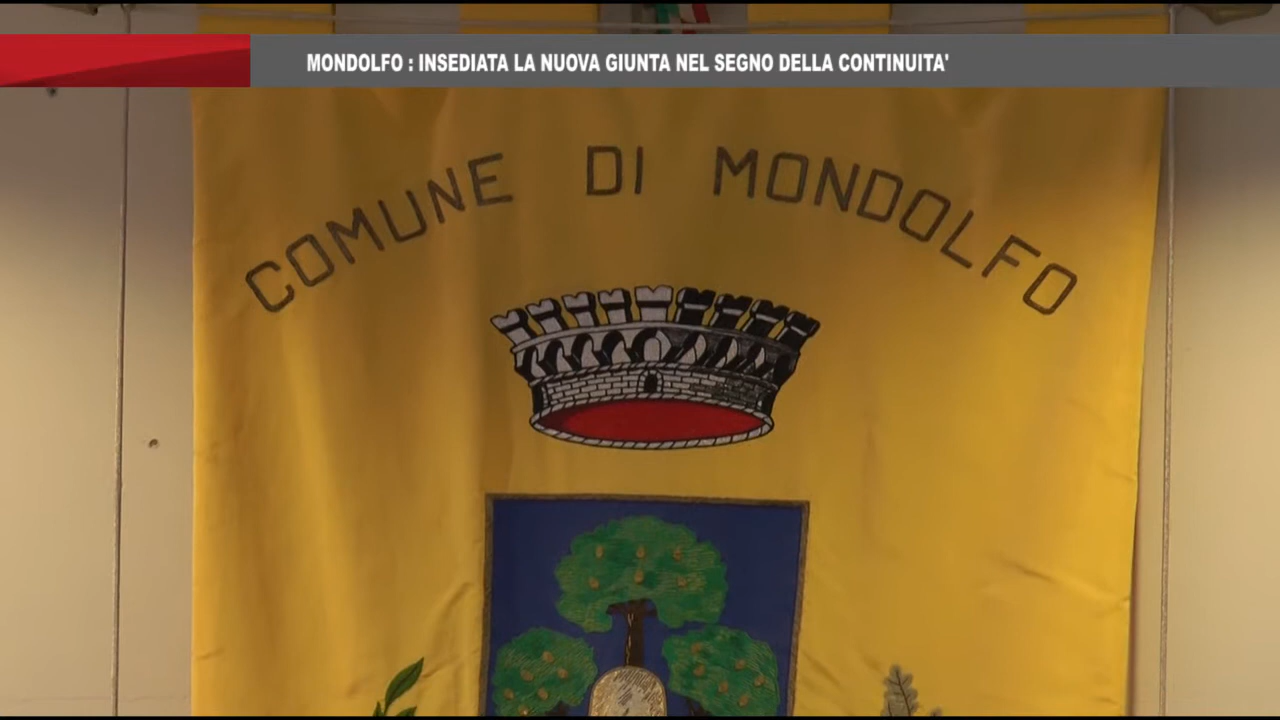 MONDOLFO : INSEDIATA LA NUOVA GIUNTA NEL SEGNO DELLA CONTINUITA'
COMUNE DI MONDOLFO